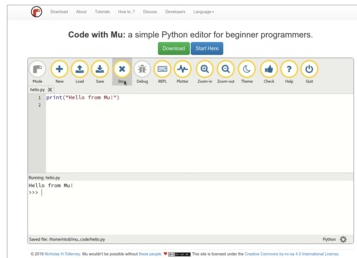 Download About Tutorials How to..? Discuss Developers Language
Code with Mu: a simple Python editor for beginner programmers.
Download Start Here
Mode New Load Save Stop Debug REPL Plotter Zoom-in Zoom-out Theme Check Help Quit
hello.py
1 print("Hello from Mu!")
2
Running: hello.py
Hello from Mu!
>>>
Saved file: /home/ntoll/mu_code/hello.py Python
Nicholas H.Tollervey. Mu wouldn't be possible without these people. This site is licensed under the Creative Commons by-nc-sa 4.0 International License.